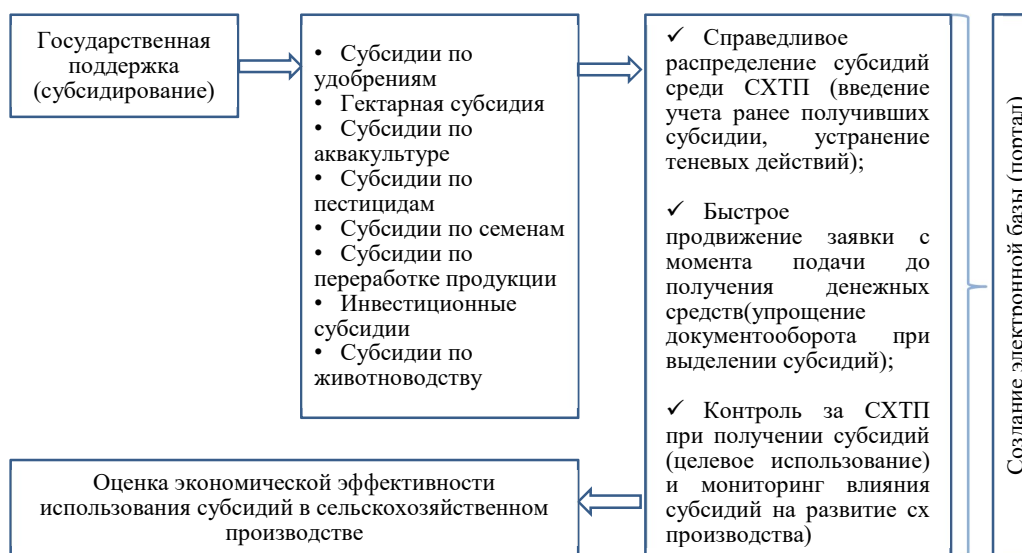 Государственная
поддержка
(субсидирование)
• Субсидии по
удобрениям
• Гектарная субсидия
• Субсидии по
аквакультуре
• Субсидии по
пестицидам
• Субсидии по семенам
• Субсидии по
переработке продукции
• Инвестиционные
субсидии
• Субсидии по
животноводству
✓ Справедливое
распределение субсидий
среди СХТП (введение
учета ранее получивших
субсидии, устранение
теневых действий);
✓ Быстрое
продвижение заявки с
момента подачи до
получения денежных
средств(упрощение
документооборота при
выделении субсидий);
✓ Контроль за СХТП
при получении субсидий
(целевое использование)
и мониторинг влияния
субсидий на развитие сх
производства)
Создание электронной базы (портал)
Оценка экономической эффективности
использования субсидий в сельскохозяйственном
производстве